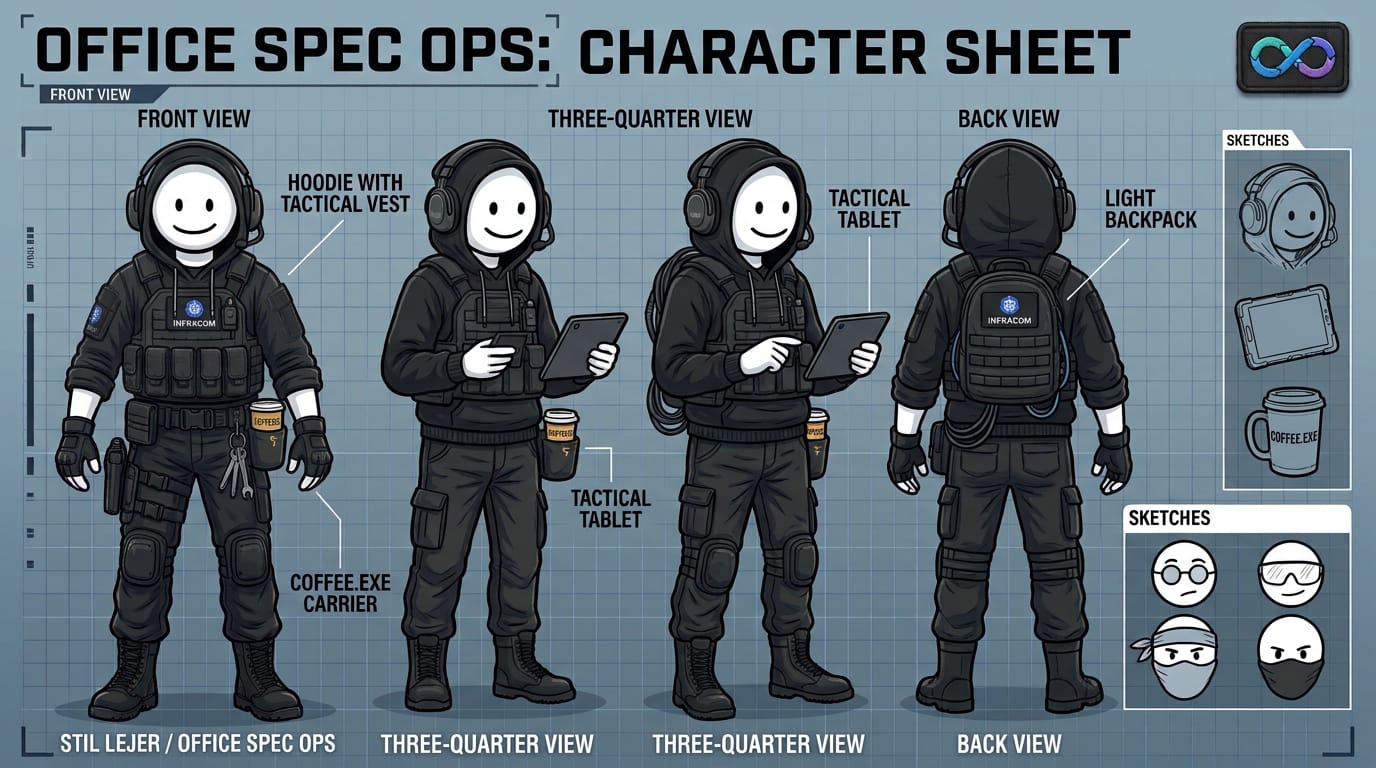 OFFICE SPEC OPS: CHARACTER SHEET
FRONT VIEW
FRONT VIEW
THREE-QUARTER VIEW
BACK VIEW
SKETCHES
HOODIE WITH
TACTICAL VEST
TACTICAL
TABLET
LIGHT
BACKPACK
INFRACOM
INFRACOM
COFFEE.EXE
TACTICAL
TABLET
COFFEE.EXE
CARRIER
SKETCHES
STIL LEJER / OFFICE SPEC OPS
THREE-QUARTER VIEW
THREE-QUARTER VIEW
BACK VIEW